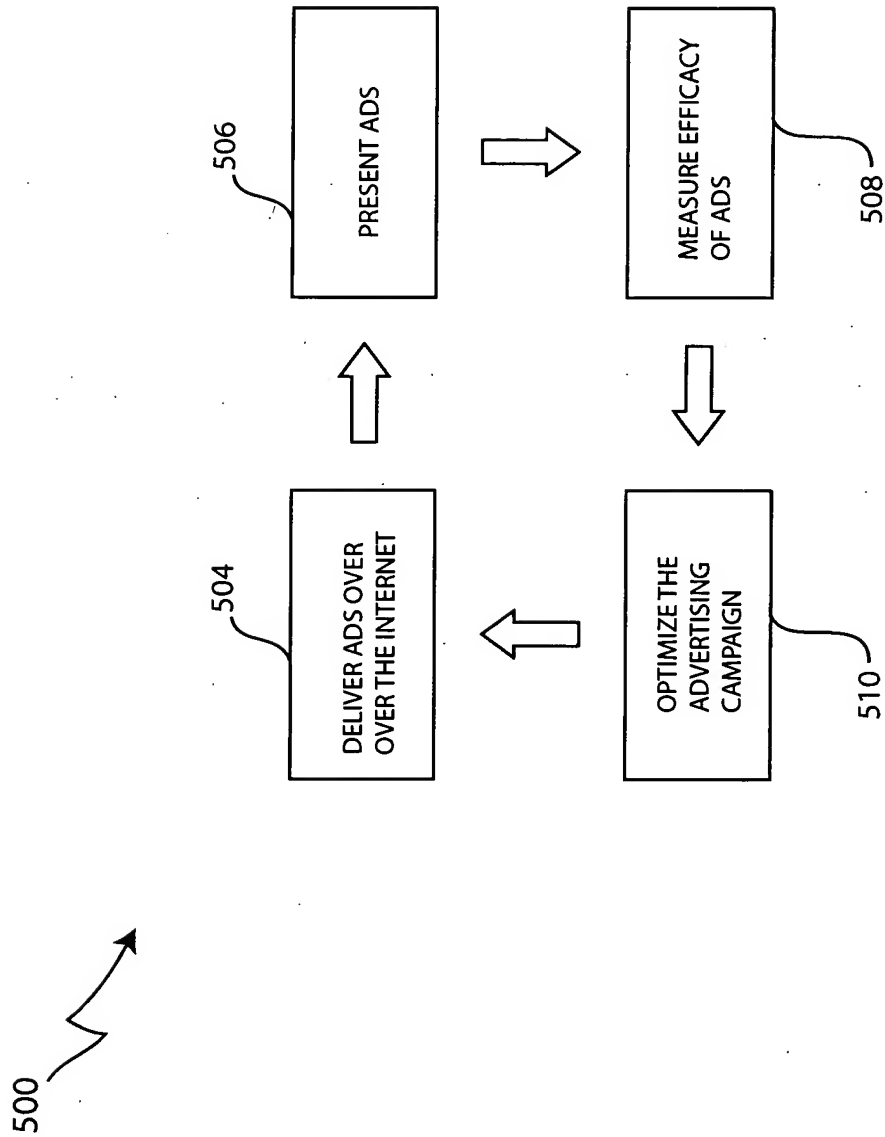 500
504
DELIVER ADS OVER
OVER THE INTERNET
506
PRESENT ADS
MEASURE EFFICACY
OF ADS
508
OPTIMIZE THE
ADVERTISING
CAMPAIGN
510